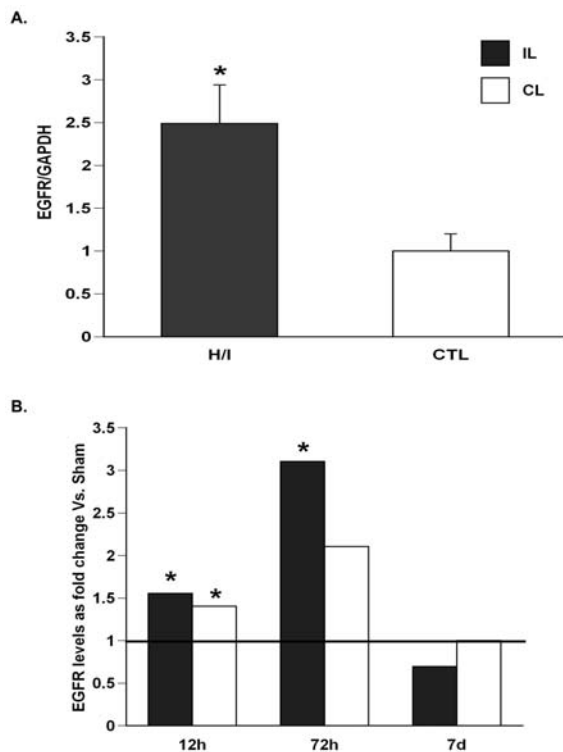 A.
3.5
3
2.5
2
1.5
1
0.5
0
EGFR/GAPDH
*
IL
CL
H/I
CTL
B.
3.5
3
2.5
2
1.5
1
0.5
0
EGFR levels as fold change Vs. Sham
*
*
*
12h
72h
7d